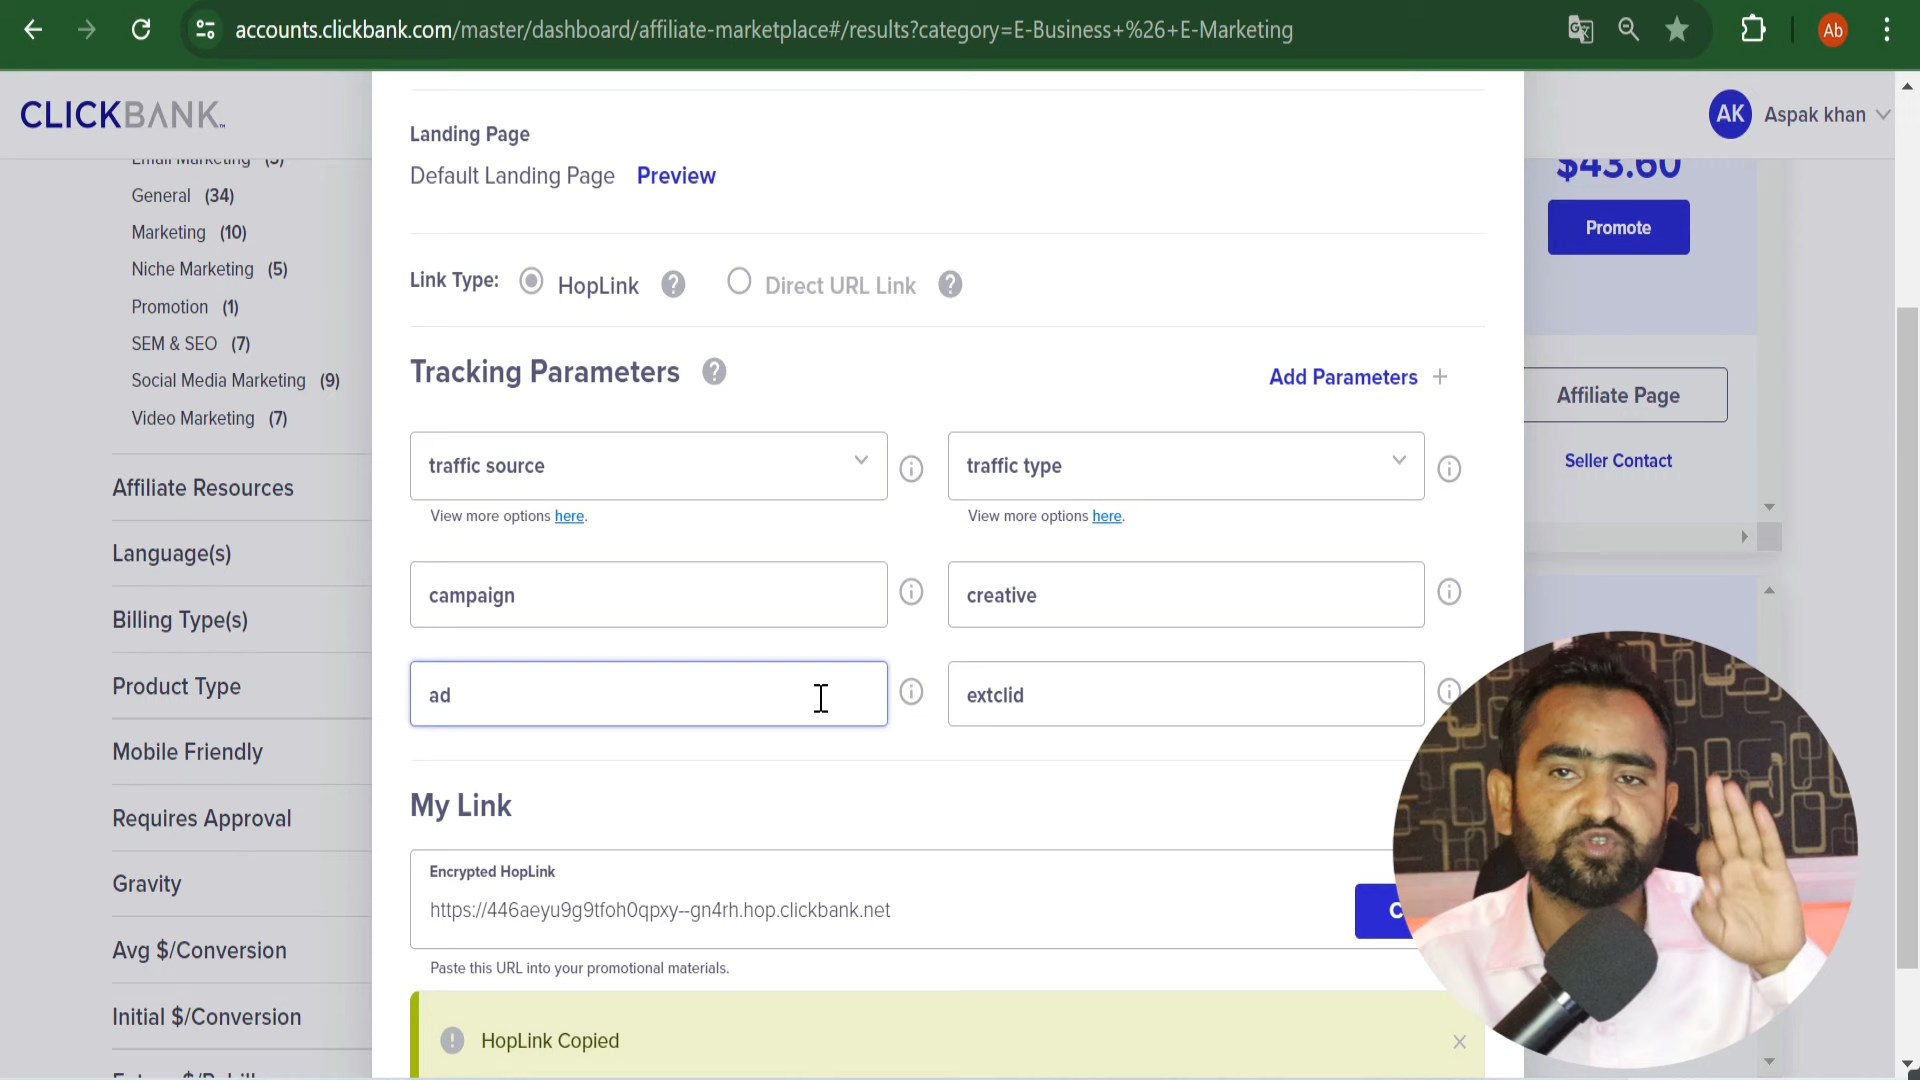 accounts.clickbank.com/master/dashboard/affiliate-marketplace#/results?category=E-Business+%26+E-Marketing
Ab
CLICKBANK
AK Aspak khan
Email Marketing
General (34)
Marketing (10)
Niche Marketing (5)
Promotion (1)
SEM & SEO (7)
Social Media Marketing (9)
Video Marketing (7)
Affiliate Resources
Language(s)
Billing Type(s)
Product Type
Mobile Friendly
Requires Approval
Gravity
Avg $/Conversion
Initial $/Conversion
Landing Page
Default Landing Page Preview
Link Type: HopLink ? Direct URL Link ?
Tracking Parameters ? Add Parameters +
traffic source
traffic type
View more options here.
View more options here.
campaign
creative
ad
extclid
My Link
Encrypted HopLink
https://446aeyu9g9tfoh0qpxy--gn4rh.hop.clickbank.net
Paste this URL into your promotional materials.
HopLink Copied
$43.60
Promote
Affiliate Page
Seller Contact